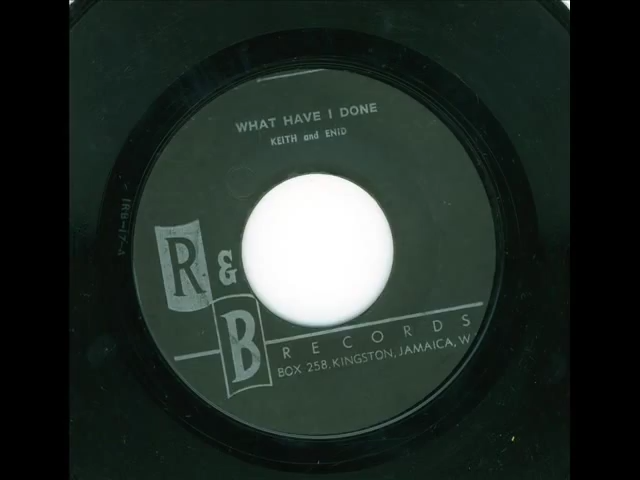 WHAT HAVE I DONE
KEITH and ENID
R & B
RECORDS
BOX 258, KINGSTON, JAMAICA, W